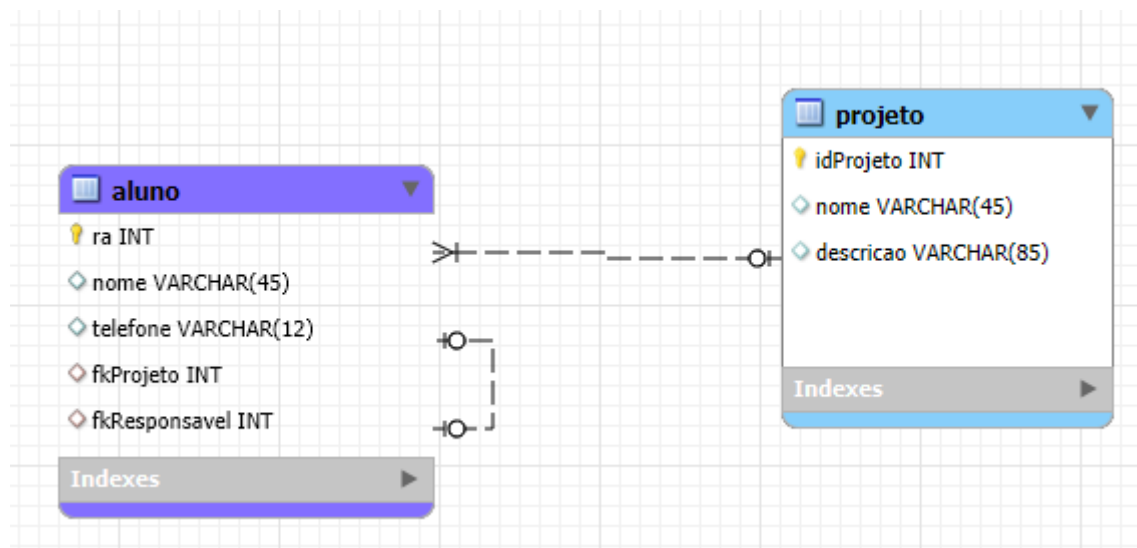 aluno
ra INT
nome VARCHAR(45)
telefone VARCHAR(12)
fkProjeto INT
fkResponsavel INT
Indexes
projeto
idProjeto INT
nome VARCHAR(45)
descricao VARCHAR(85)
Indexes